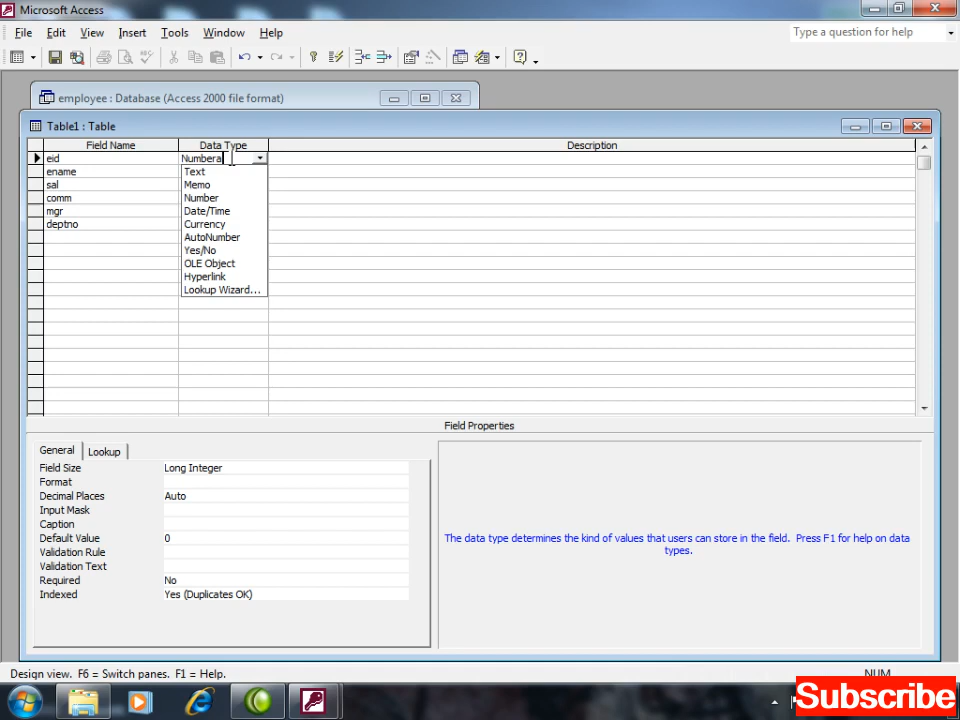 Microsoft Access
File Edit View Insert Tools Window Help
Type a question for help
employee : Database (Access 2000 file format)
Table1 : Table
Field Name Data Type Description
eid Numbera
ename Text
sal Memo
comm Number
mgr Date/Time
deptno Currency
AutoNumber
Yes/No
OLE Object
Hyperlink
Lookup Wizard...
Field Properties
General Lookup
Field Size Long Integer
Format
Decimal Places Auto
Input Mask
Caption
Default Value 0
Validation Rule
Validation Text
Required No
Indexed Yes (Duplicates OK)
The data type determines the kind of values that users can store in the field. Press F1 for help on data
types.
Design view. F6 = Switch panes. F1 = Help.
NUM
Subscribe